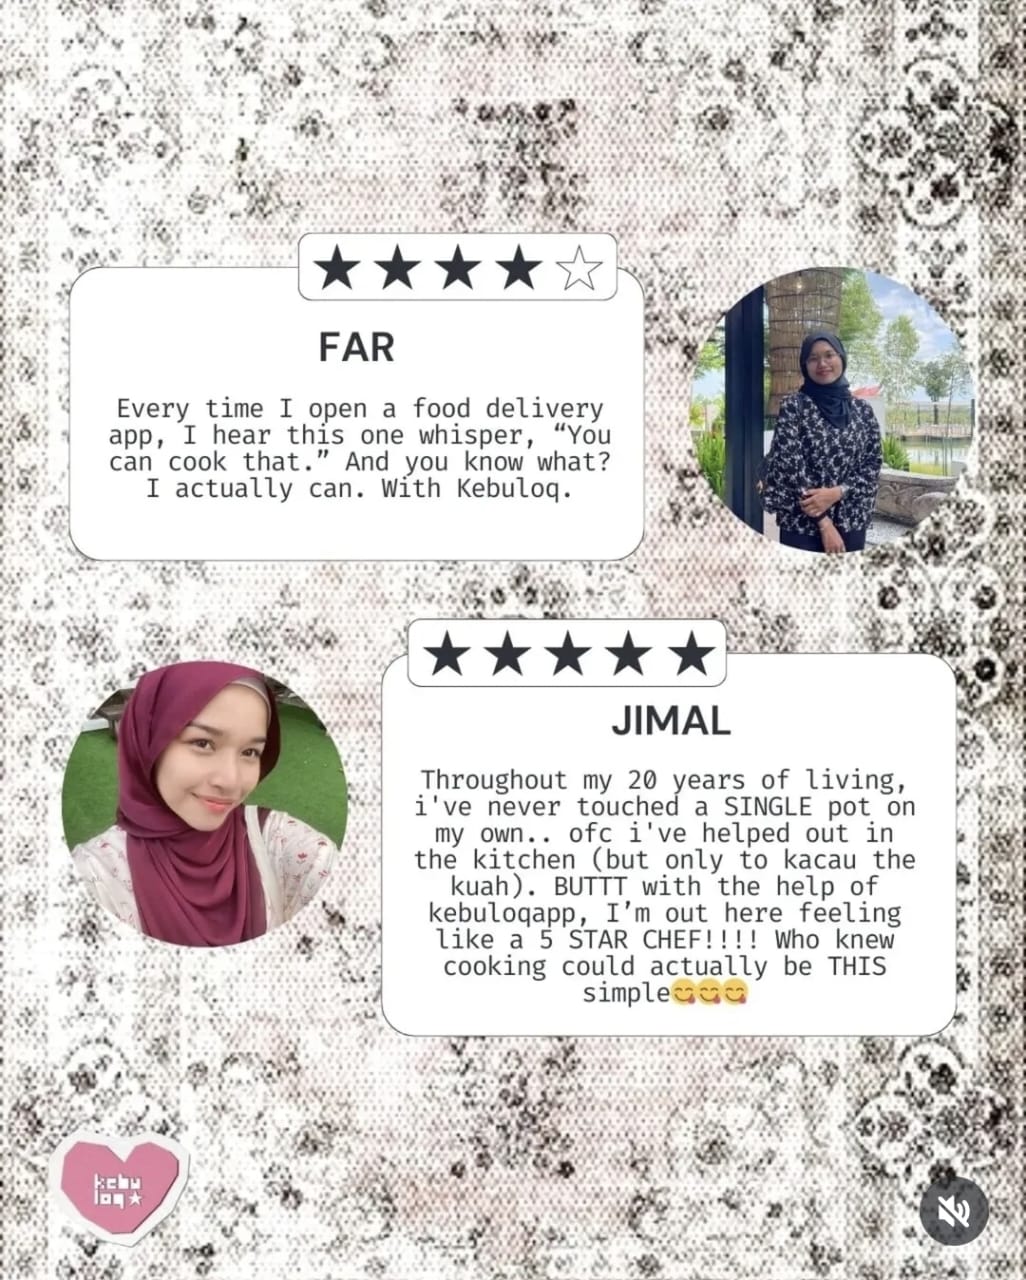 FAR
Every time I open a food delivery
app, I hear this one whisper, “You
can cook that.” And you know what?
I actually can. With Kebuloq.
JIMAL
Throughout my 20 years of living,
i've never touched a SINGLE pot on
my own.. ofc i've helped out in
the kitchen (but only to kacau the
kuah). BUTTT with the help of
kebuloqapp, I’m out here feeling
like a 5 STAR CHEF!!!! Who knew
cooking could actually be THIS
simple😋😋😋
kebu
loq★